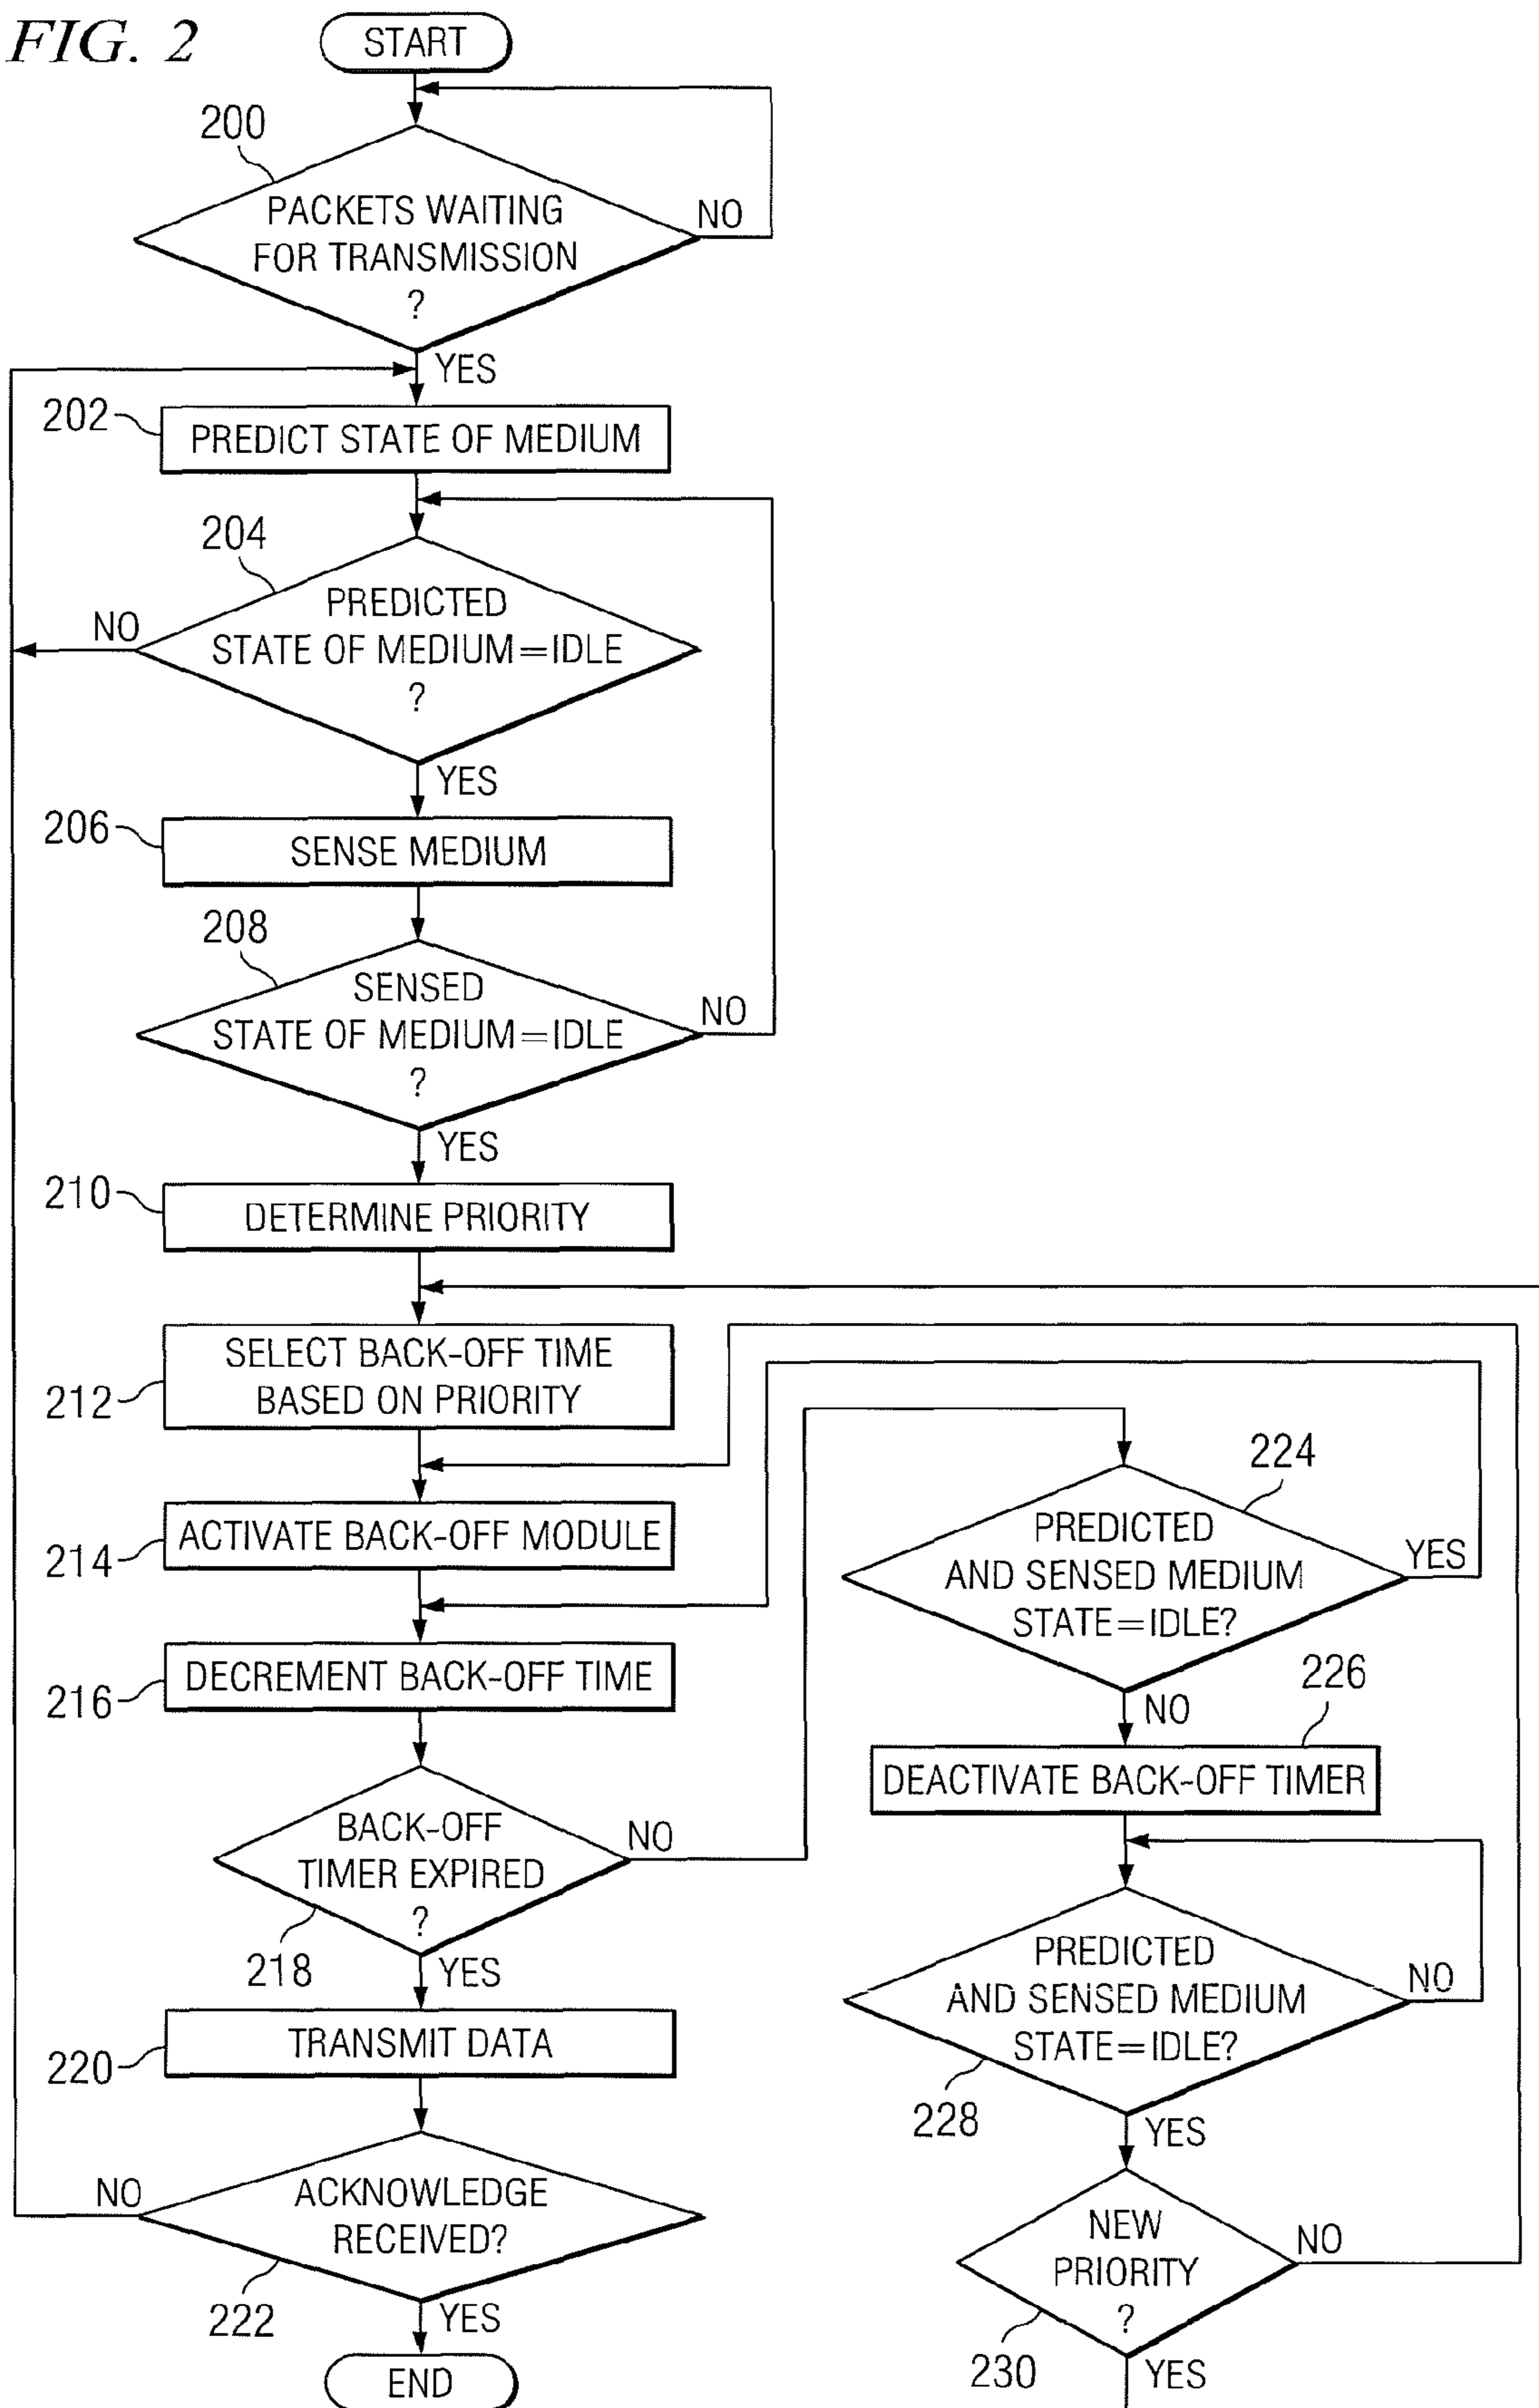 FIG. 2
START
200
PACKETS WAITING
FOR TRANSMISSION
?
NO
YES
202
PREDICT STATE OF MEDIUM
204
PREDICTED
STATE OF MEDIUM=IDLE
?
NO
YES
206
SENSE MEDIUM
208
SENSED
STATE OF MEDIUM=IDLE
?
NO
YES
210
DETERMINE PRIORITY
212
SELECT BACK-OFF TIME
BASED ON PRIORITY
214
ACTIVATE BACK-OFF MODULE
216
DECREMENT BACK-OFF TIME
BACK-OFF
TIMER EXPIRED
?
218
NO
YES
220
TRANSMIT DATA
ACKNOWLEDGE
RECEIVED?
222
NO
YES
END
224
PREDICTED
AND SENSED MEDIUM
STATE=IDLE?
YES
NO
226
DEACTIVATE BACK-OFF TIMER
PREDICTED
AND SENSED MEDIUM
STATE=IDLE?
228
NO
YES
NEW
PRIORITY
?
230
NO
YES